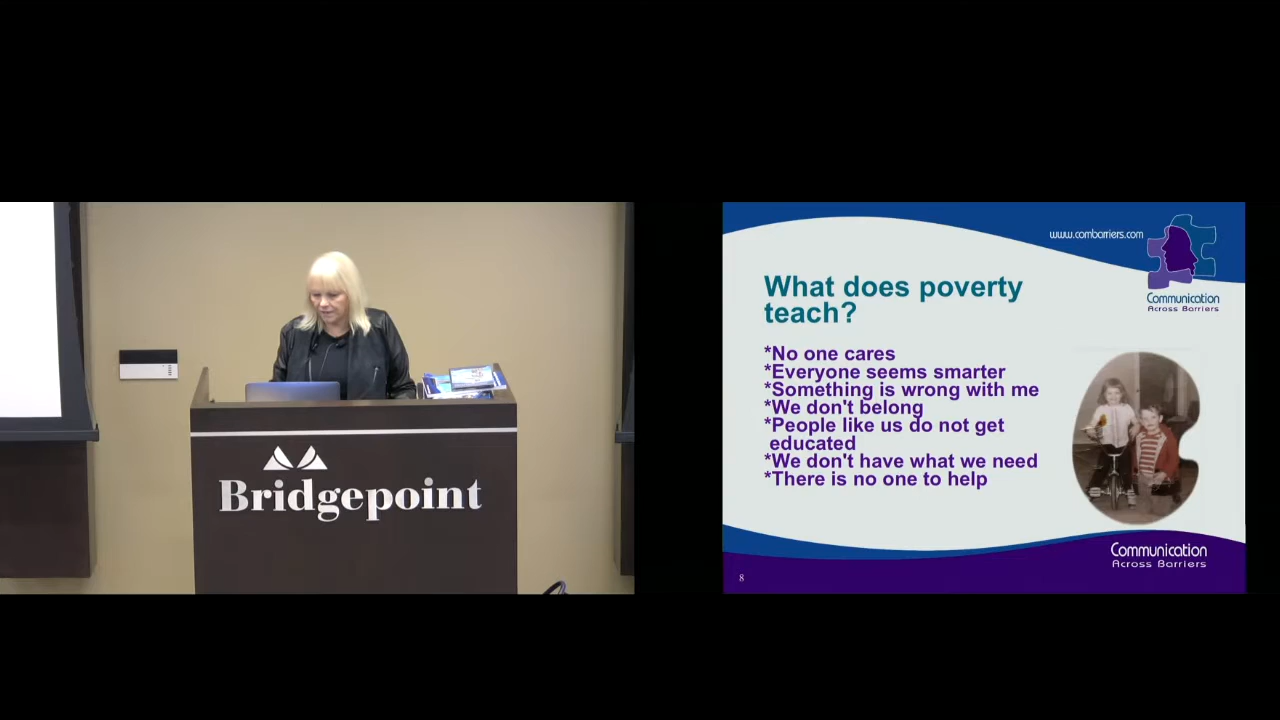 Bridgepoint
www.combarriers.com
Communication
Across Barriers
What does poverty
teach?
*No one cares
*Everyone seems smarter
*Something is wrong with me
*We don't belong
*People like us do not get
educated
*We don't have what we need
*There is no one to help
Communication
Across Barriers
8